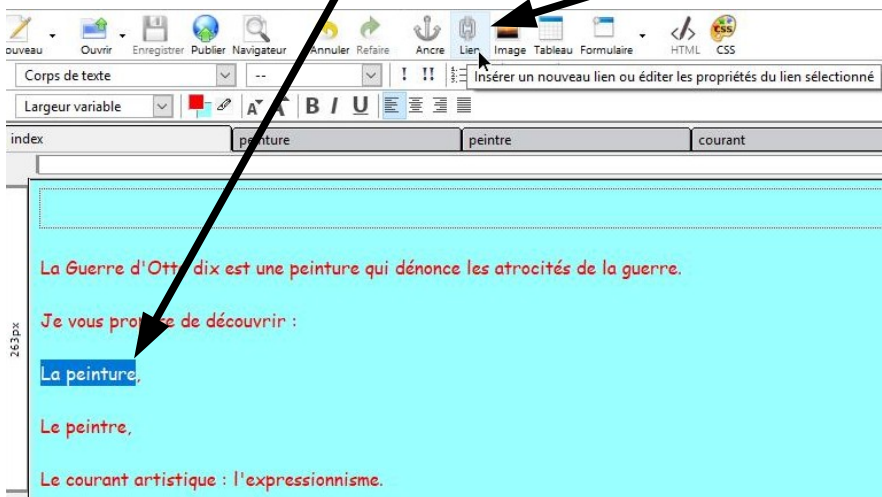 ouveau Ouvrir Enregistrer Publier Navigateur Annuler Refaire Ancre Lien Image Tableau Formulaire HTML CSS
Corps de texte -- ! !! Insérer un nouveau lien ou éditer les propriétés du lien sélectionné
Largeur variable A A B I U
index peinture peintre courant
La Guerre d'Otto dix est une peinture qui dénonce les atrocités de la guerre.
Je vous propose de découvrir :
263px
La peinture,
Le peintre,
Le courant artistique : l'expressionnisme.